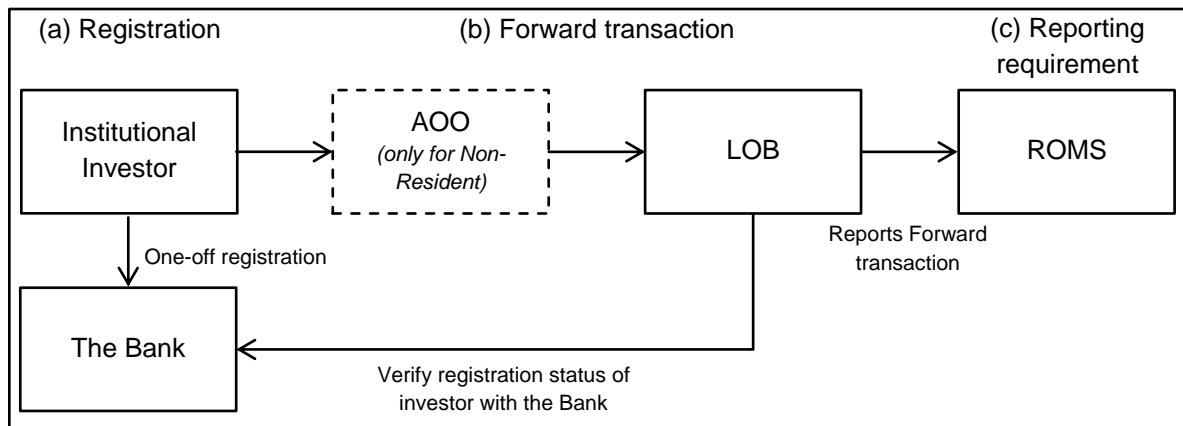 (a) Registration
(b) Forward transaction
(c) Reporting
requirement
Institutional
Investor
AOO
(only for Non-
Resident)
LOB
ROMS
One-off registration
Reports Forward
transaction
The Bank
Verify registration status of
investor with the Bank